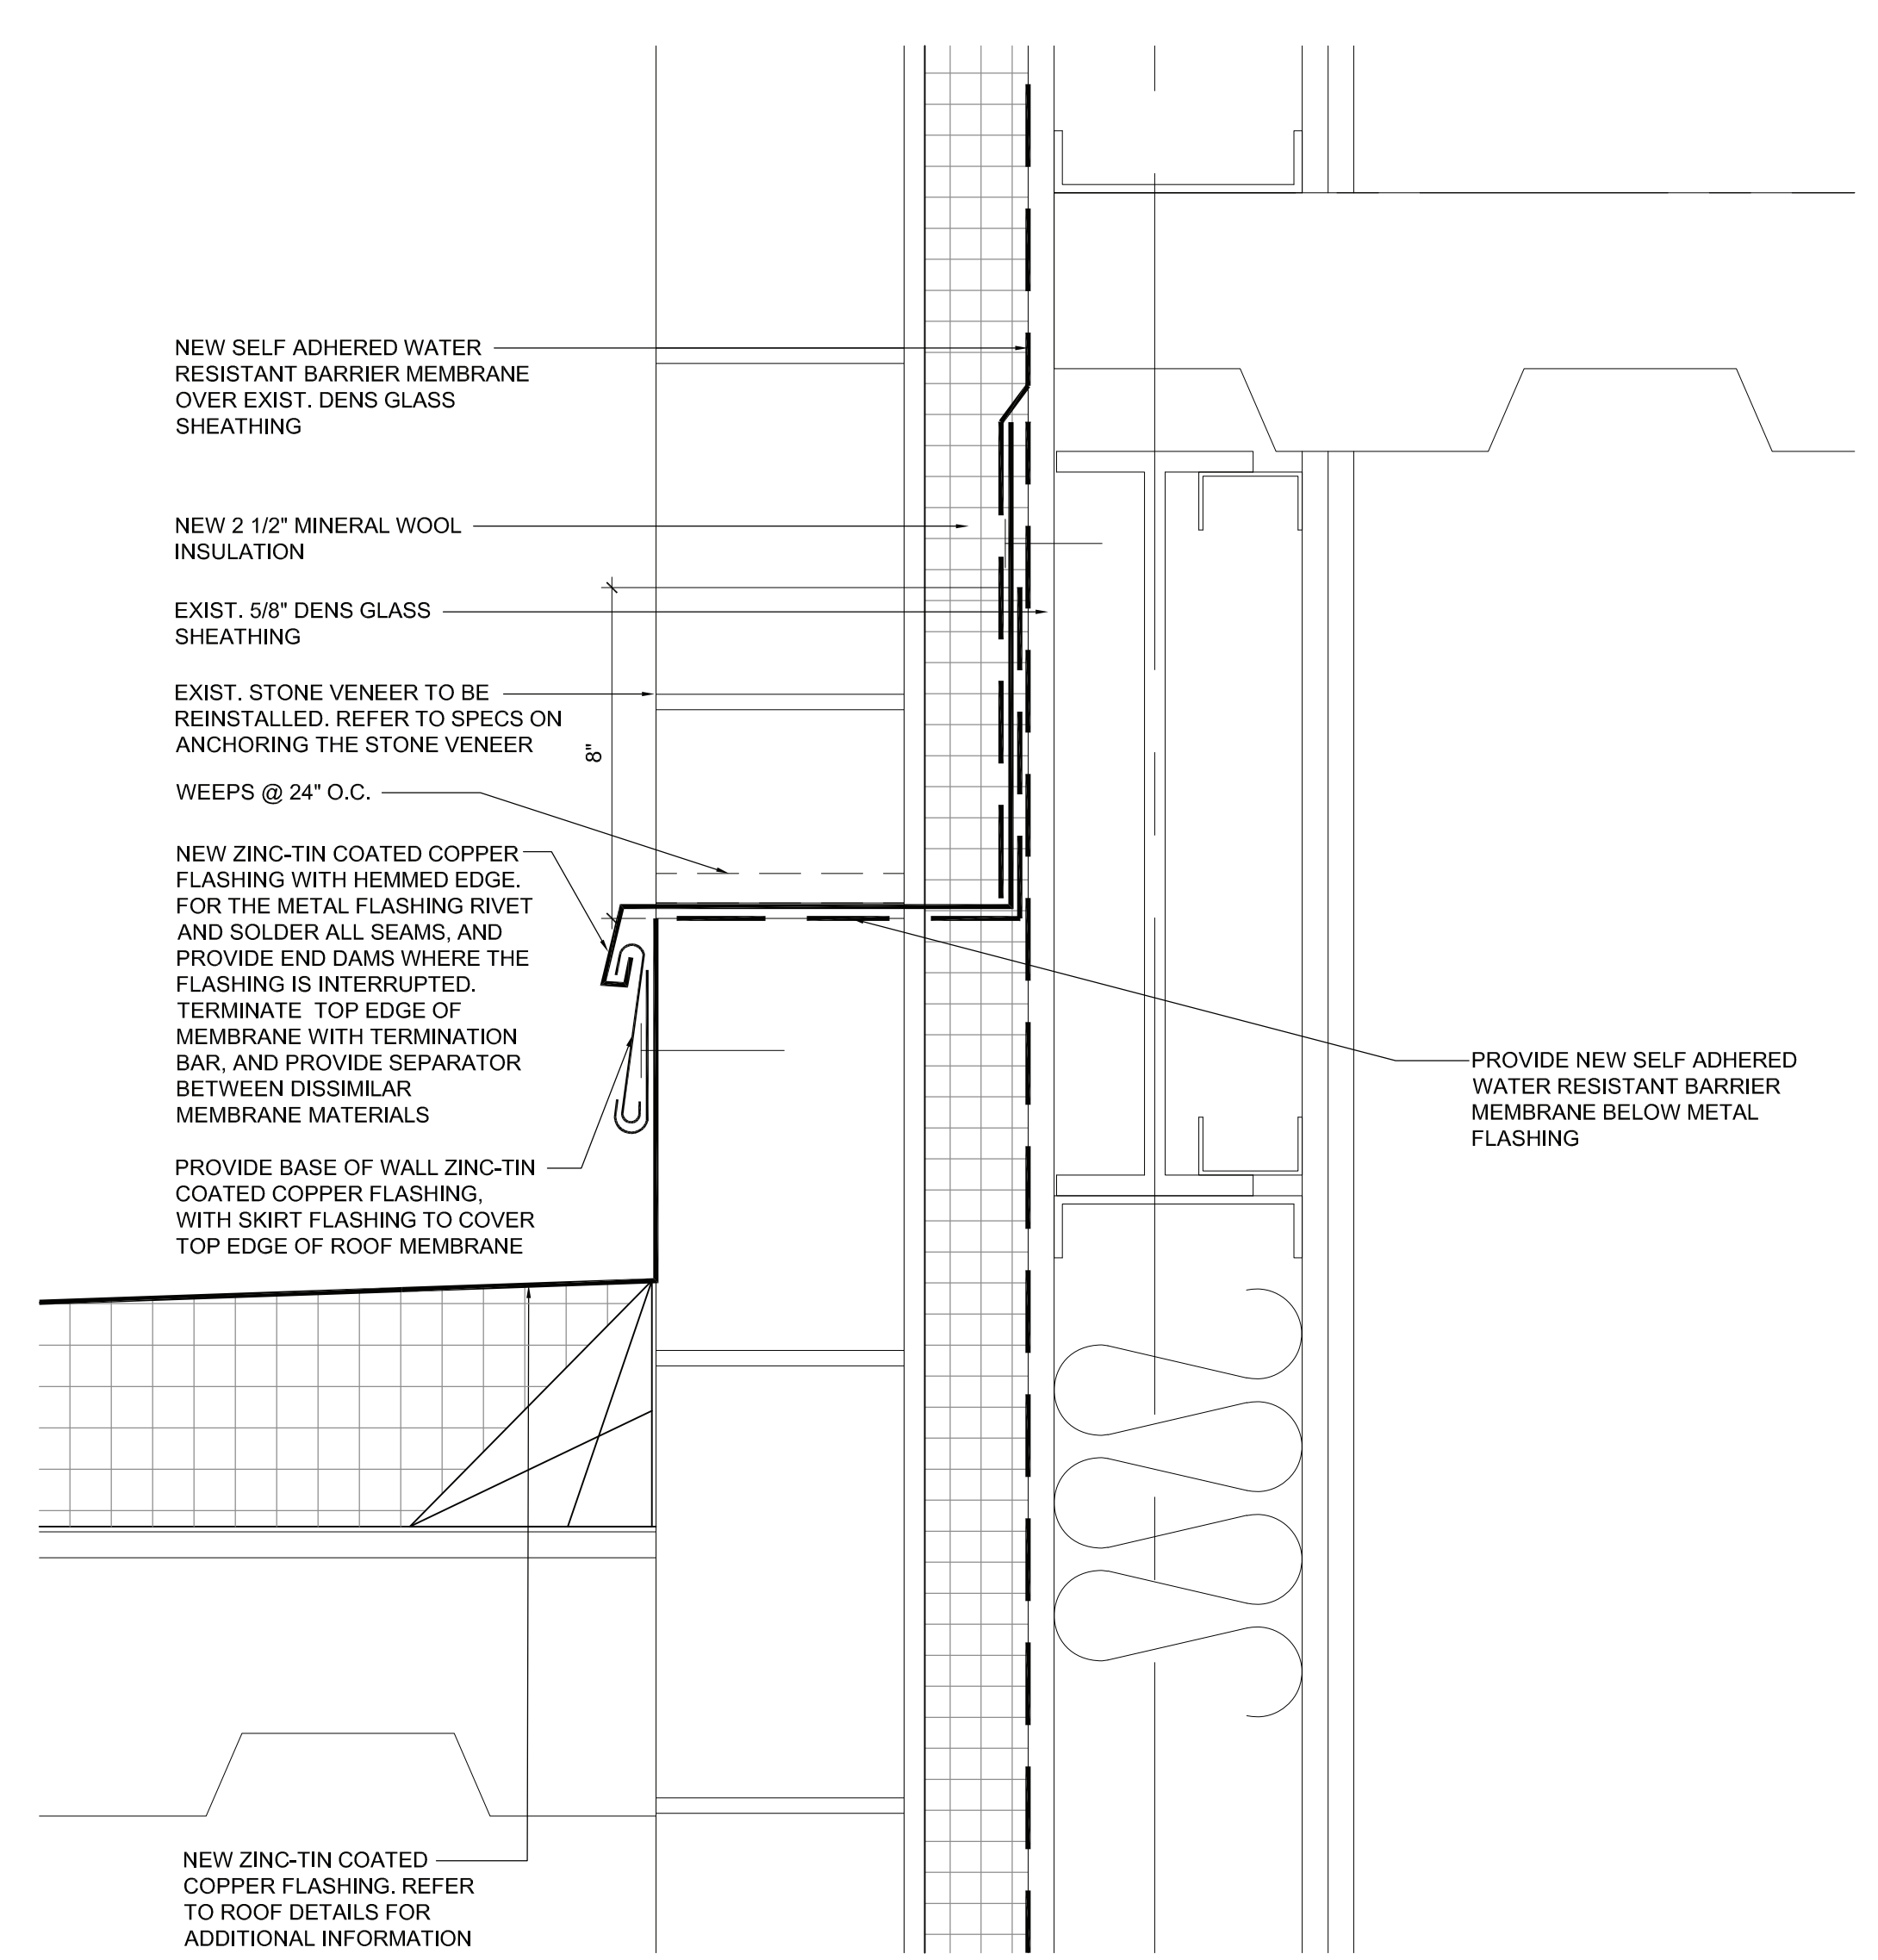 NEW SELF ADHERED WATER
RESISTANT BARRIER MEMBRANE
OVER EXIST. DENS GLASS
SHEATHING
NEW 2 1/2" MINERAL WOOL
INSULATION
EXIST. 5/8" DENS GLASS
SHEATHING
EXIST. STONE VENEER TO BE
REINSTALLED. REFER TO SPECS ON
ANCHORING THE STONE VENEER
8"
WEEPS @ 24" O.C.
NEW ZINC-TIN COATED COPPER
FLASHING WITH HEMMED EDGE.
FOR THE METAL FLASHING RIVET
AND SOLDER ALL SEAMS, AND
PROVIDE END DAMS WHERE THE
FLASHING IS INTERRUPTED.
TERMINATE TOP EDGE OF
MEMBRANE WITH TERMINATION
BAR, AND PROVIDE SEPARATOR
BETWEEN DISSIMILAR
MEMBRANE MATERIALS
PROVIDE NEW SELF ADHERED
WATER RESISTANT BARRIER
MEMBRANE BELOW METAL
FLASHING
PROVIDE BASE OF WALL ZINC-TIN
COATED COPPER FLASHING,
WITH SKIRT FLASHING TO COVER
TOP EDGE OF ROOF MEMBRANE
NEW ZINC-TIN COATED
COPPER FLASHING. REFER
TO ROOF DETAILS FOR
ADDITIONAL INFORMATION